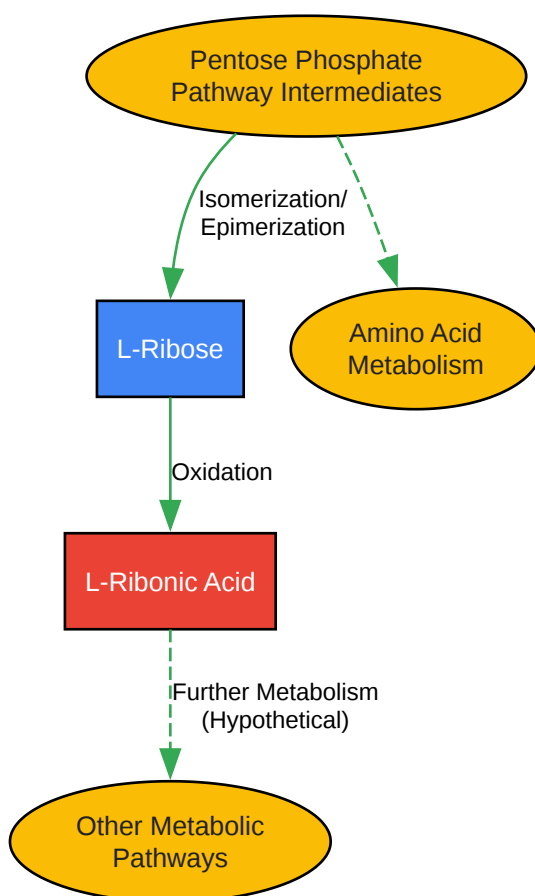 Pentose Phosphate
Pathway Intermediates
Isomerization/
Epimerization
L-Ribose
Amino Acid
Metabolism
Oxidation
L-Ribonic Acid
Further Metabolism
(Hypothetical)
Other Metabolic
Pathways